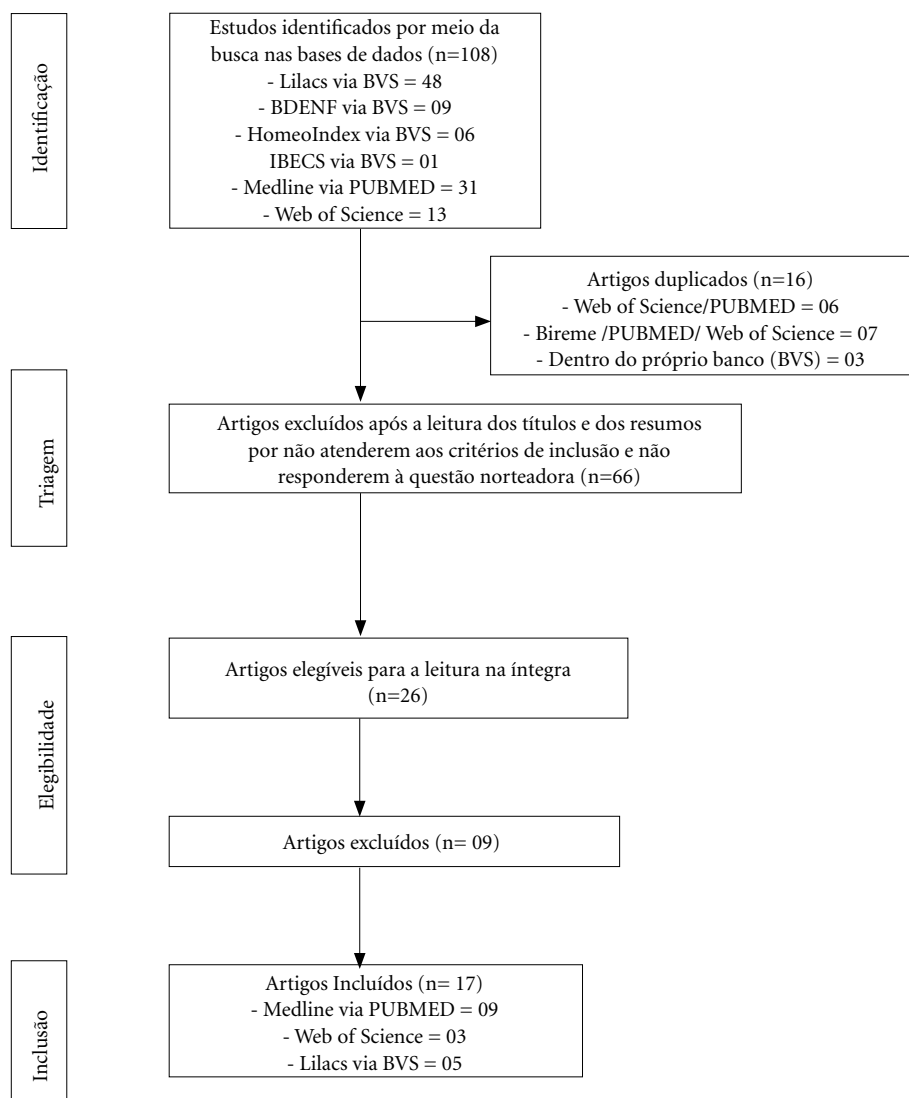 Identificação
Estudos identificados por meio da
busca nas bases de dados (n=108)
- Lilacs via BVS = 48
- BDENF via BVS = 09
- HomeoIndex via BVS = 06
IBECS via BVS = 01
- Medline via PUBMED = 31
- Web of Science = 13
Artigos duplicados (n=16)
- Web of Science/PUBMED = 06
- Bireme /PUBMED/ Web of Science = 07
- Dentro do próprio banco (BVS) = 03
Triagem
Artigos excluídos após a leitura dos títulos e dos resumos
por não atenderem aos critérios de inclusão e não
responderem à questão norteadora (n=66)
Elegibilidade
Artigos elegíveis para a leitura na íntegra
(n=26)
Artigos excluídos (n= 09)
Inclusão
Artigos Incluídos (n= 17)
- Medline via PUBMED = 09
- Web of Science = 03
- Lilacs via BVS = 05